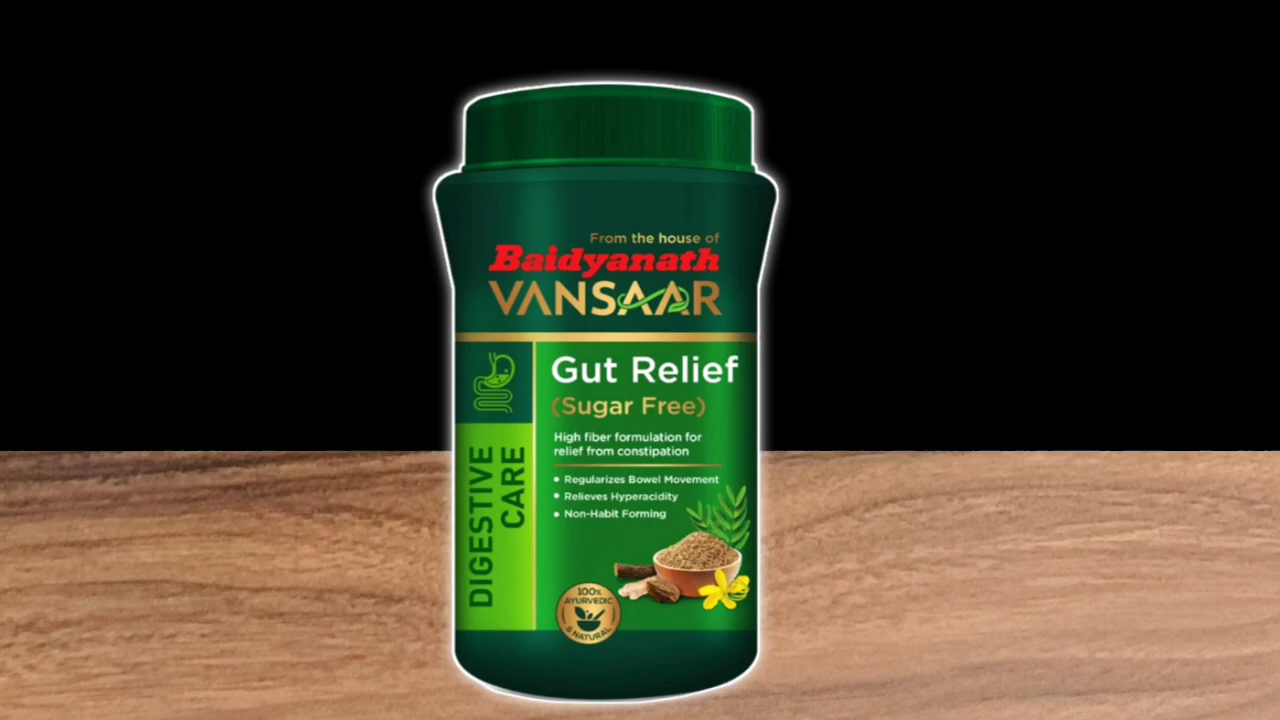 From the house of
Baidyanath
VANSAAR
Gut Relief
(Sugar Free)
High fiber formulation for
relief from constipation
• Regularizes Bowel Movement
• Relieves Hyperacidity
• Non-Habit Forming
DIGESTIVE
CARE
100%
AYURVEDIC
& NATURAL